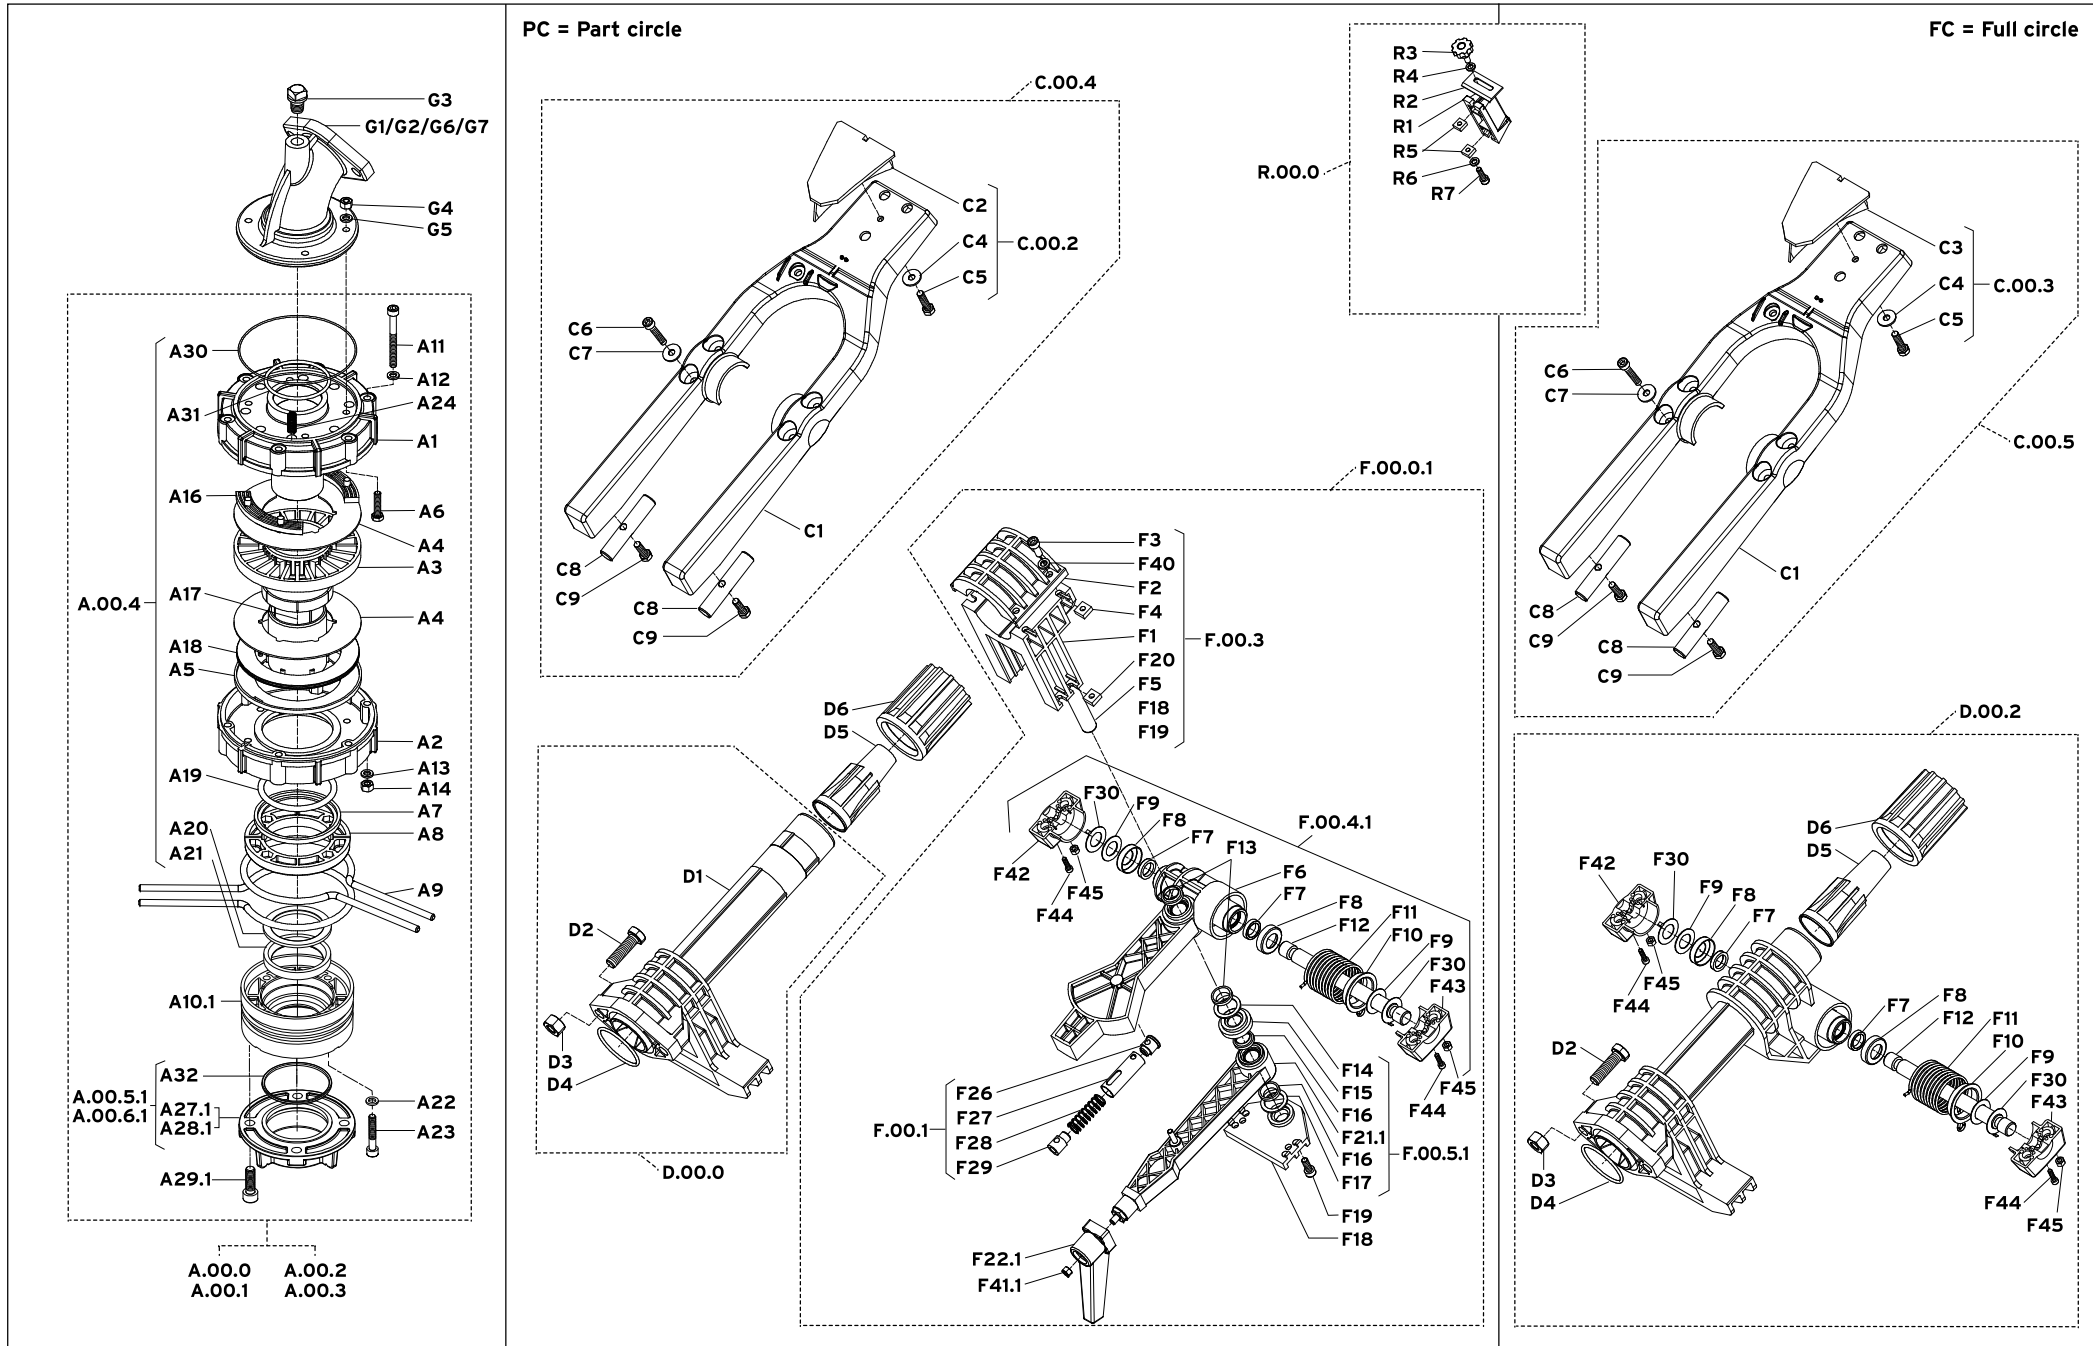 PC = Part circle
FC = Full circle
G3
G1/G2/G6/G7
G4
G5
A30
A11
A12
A31
A24
A1
A16
A6
A4
A3
A17
A.00.4
A4
A18
A5
A2
A13
A19
A14
A7
A20
A8
A21
A9
A10.1
A32
A.00.5.1
A.00.6.1
A27.1
A28.1
A22
A23
A29.1
A.00.0
A.00.2
A.00.1
A.00.3
C.00.4
C2
C4
C.00.2
C5
C6
C7
C1
C8
C9
C8
C9
R3
R4
R2
R1
R5
R6
R7
R.00.0
F.00.0.1
F3
F40
F2
F4
F1
F.00.3
F20
F5
F18
F19
D6
D5
D1
D2
D3
D4
D.00.0
F.00.4.1
F30
F9
F8
F7
F13
F42
F45
F44
F6
F7
F8
F12
F11
F10
F9
F30
F43
F45
F44
F14
F15
F16
F21.1
F16
F17
F.00.5.1
F19
F18
F26
F27
F28
F29
F.00.1
F22.1
F41.1
C3
C4
C.00.3
C5
C6
C7
C.00.5
C1
C8
C9
C8
C9
D.00.2
D6
D5
F42
F30
F9
F8
F7
F45
F44
F7
F8
F12
F11
F10
F9
F30
F43
D2
D3
D4
F44
F45